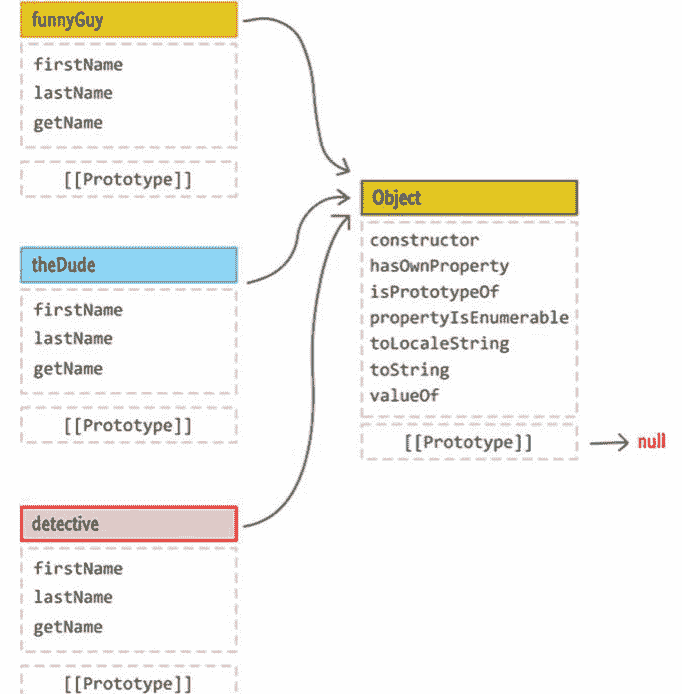 funnyGuy
firstName
lastName
getName
[[Prototype]]
theDude
firstName
lastName
getName
[[Prototype]]
detective
firstName
lastName
getName
[[Prototype]]
Object
constructor
hasOwnProperty
isPrototypeOf
propertyIsEnumerable
toLocaleString
toString
valueOf
[[Prototype]]
null